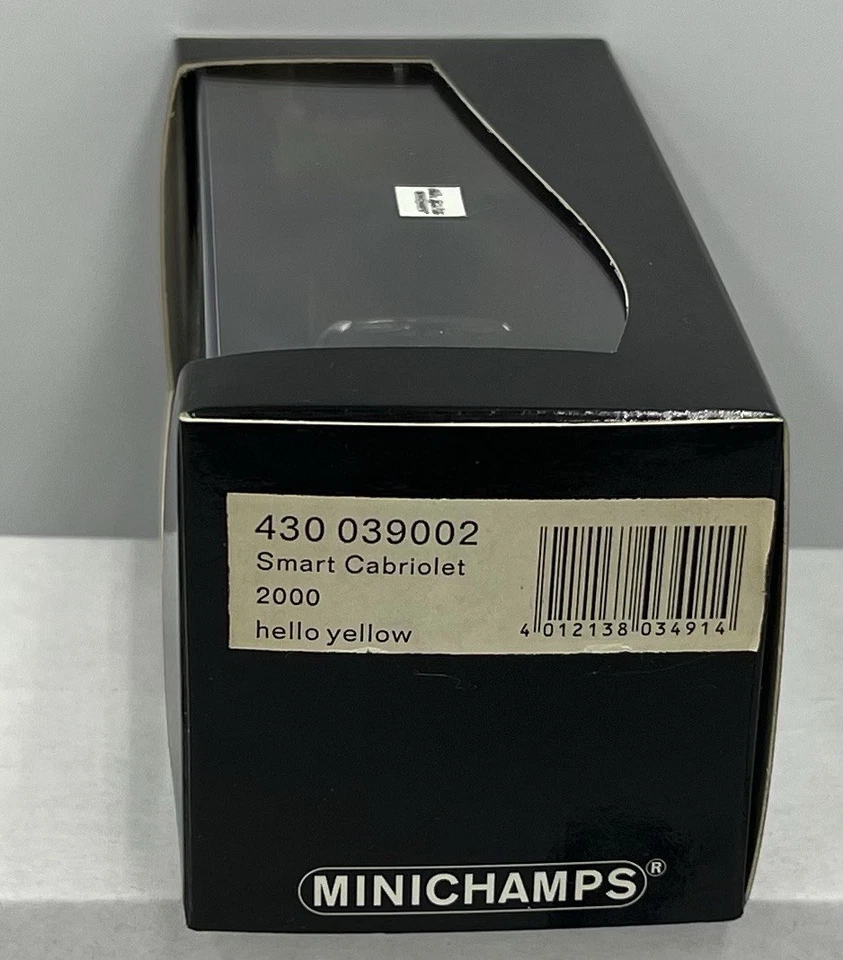 430 039002
Smart Cabriolet
2000
hello yellow
4 012138 034914
MINICHAMPS®